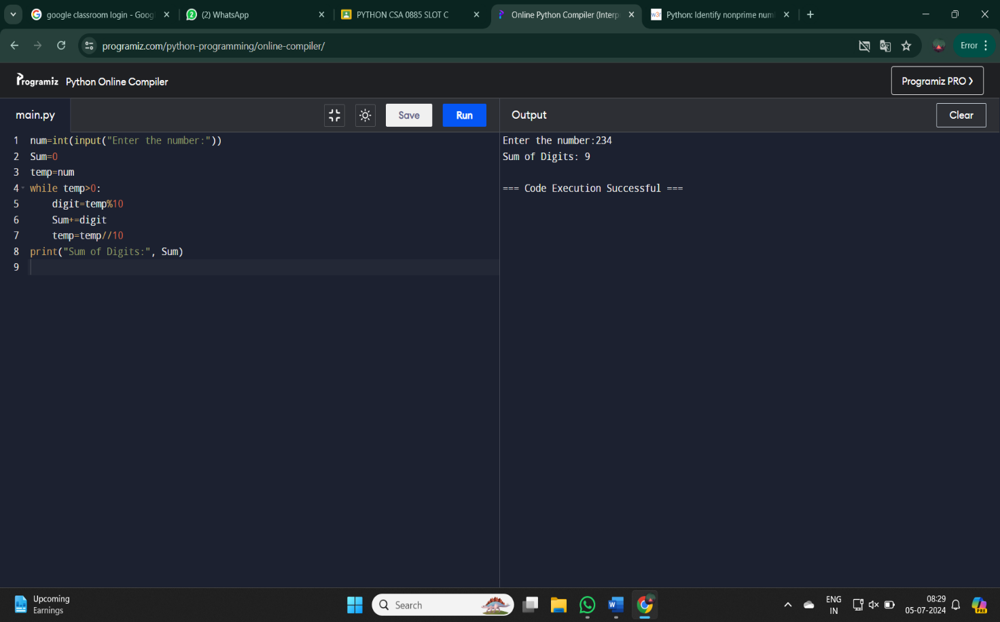 google classroom login - Goog
(2) WhatsApp
PYTHON CSA 0885 SLOT C
Online Python Compiler (Interp
w3r
Python: Identify nonprime num
programiz.com/python-programming/online-compiler/
Error
Programiz Python Online Compiler
Programiz PRO
main.py
Save
Run
Output
Clear
1 num=int(input("Enter the number:"))
2 Sum=0
3 temp=num
4 while temp>0:
5     digit=temp%10
6     Sum+=digit
7     temp=temp//10
8 print("Sum of Digits:", Sum)
9
Enter the number:234
Sum of Digits: 9
=== Code Execution Successful ===
Upcoming
Earnings
Search
W
ENG
IN
08:29
05-07-2024
PRE